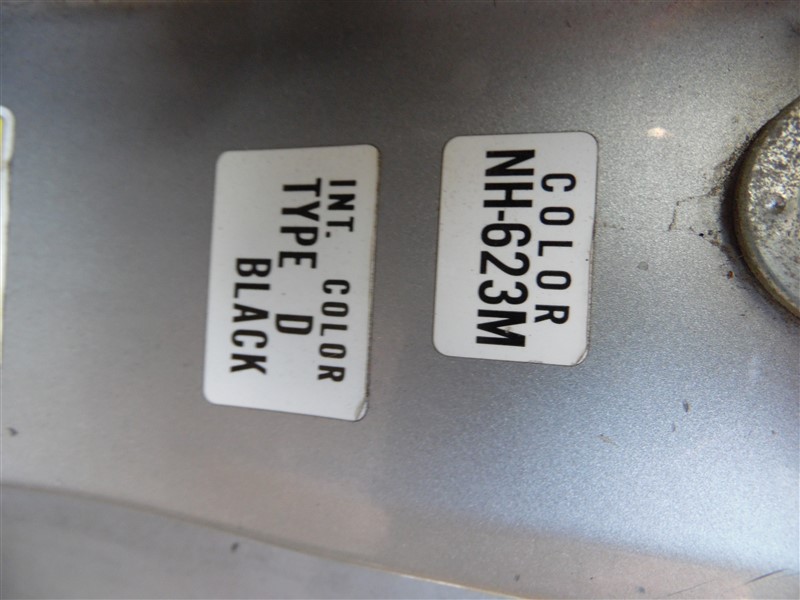 COLOR
NH-623M
INT. COLOR
TYPE D
BLACK